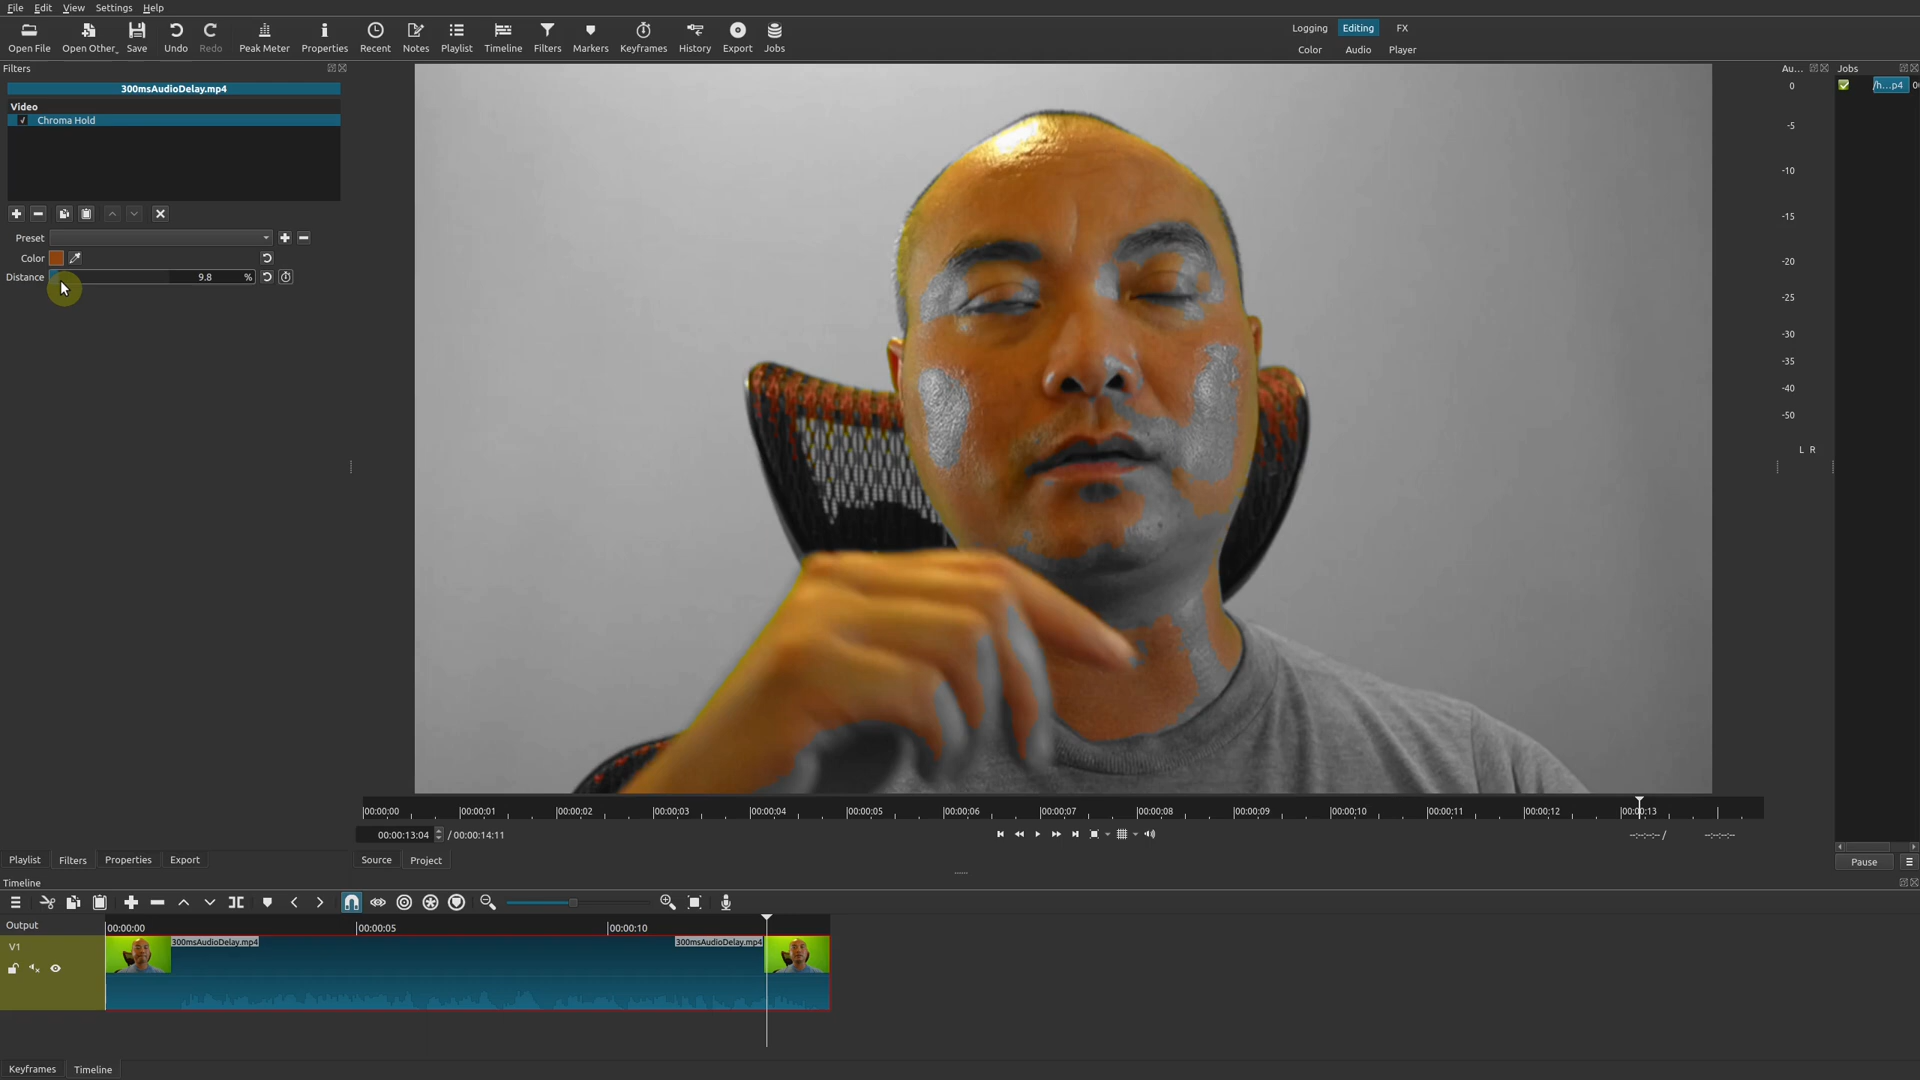 File Edit View Settings Help
Open File Open Other... Save Undo Redo Peak Meter Properties Recent Notes Playlist Timeline Filters Markers Keyframes History Export Jobs
Logging Editing FX
Color Audio Player
Filters
300msAudioDelay.mp4
Video
✓ Chroma Hold
Preset
Color
Distance 9.8 %
Au...
0
-5
-10
-15
-20
-25
-30
-35
-40
-50
L R
Jobs
/h...p4
00:00:00 00:00:01 00:00:02 00:00:03 00:00:04 00:00:05 00:00:06 00:00:07 00:00:08 00:00:09 00:00:10 00:00:11 00:00:12 00:00:13
00:00:13:04 / 00:00:14:11
--:--:--:-- / --:--:--:--
Playlist Filters Properties Export
Source Project
Pause
Timeline
Output
00:00:00 00:00:05 00:00:10
V1
300msAudioDelay.mp4 300msAudioDelay.mp4
Keyframes Timeline